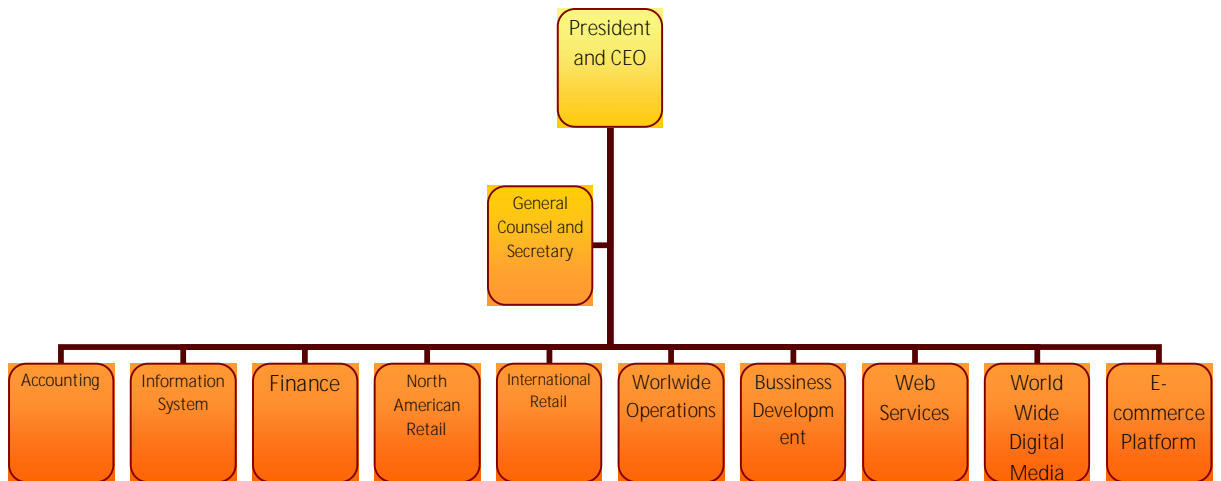 President
and CEO
General
Counsel and
Secretary
Accounting
Information
System
Finance
North
American
Retail
International
Retail
Worlwide
Operations
Bussiness
Developm
ent
Web
Services
World
Wide
Digital
Media
E-
commerce
Platform